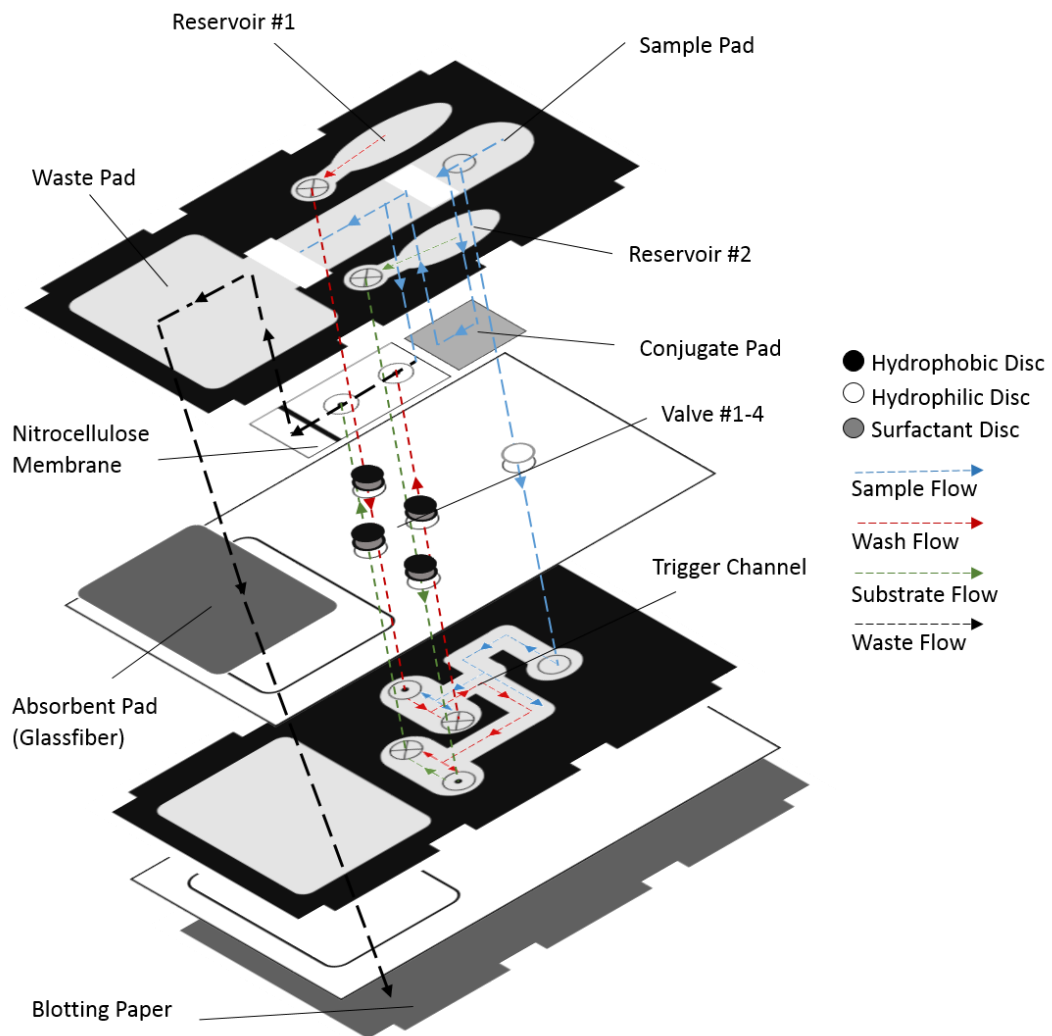 Reservoir #1
Sample Pad
Waste Pad
Reservoir #2
Conjugate Pad
Hydrophobic Disc
Hydrophilic Disc
Surfactant Disc
Valve #1-4
Nitrocellulose
Membrane
Sample Flow
Wash Flow
Trigger Channel
Substrate Flow
Waste Flow
Absorbent Pad
(Glassfiber)
Blotting Paper